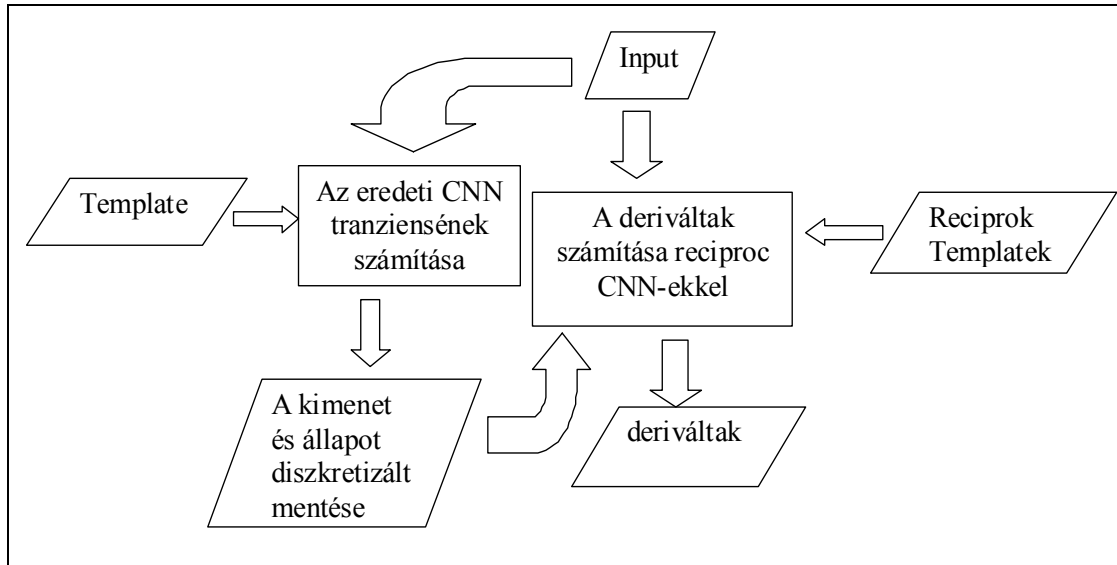 Input
Template
Az eredeti CNN
tranziensének
számítása
A deriváltak
számítása reciproc
CNN-ekkel
Reciprok
Templatek
A kimenet
és állapot
diszkretizált
mentése
deriváltak